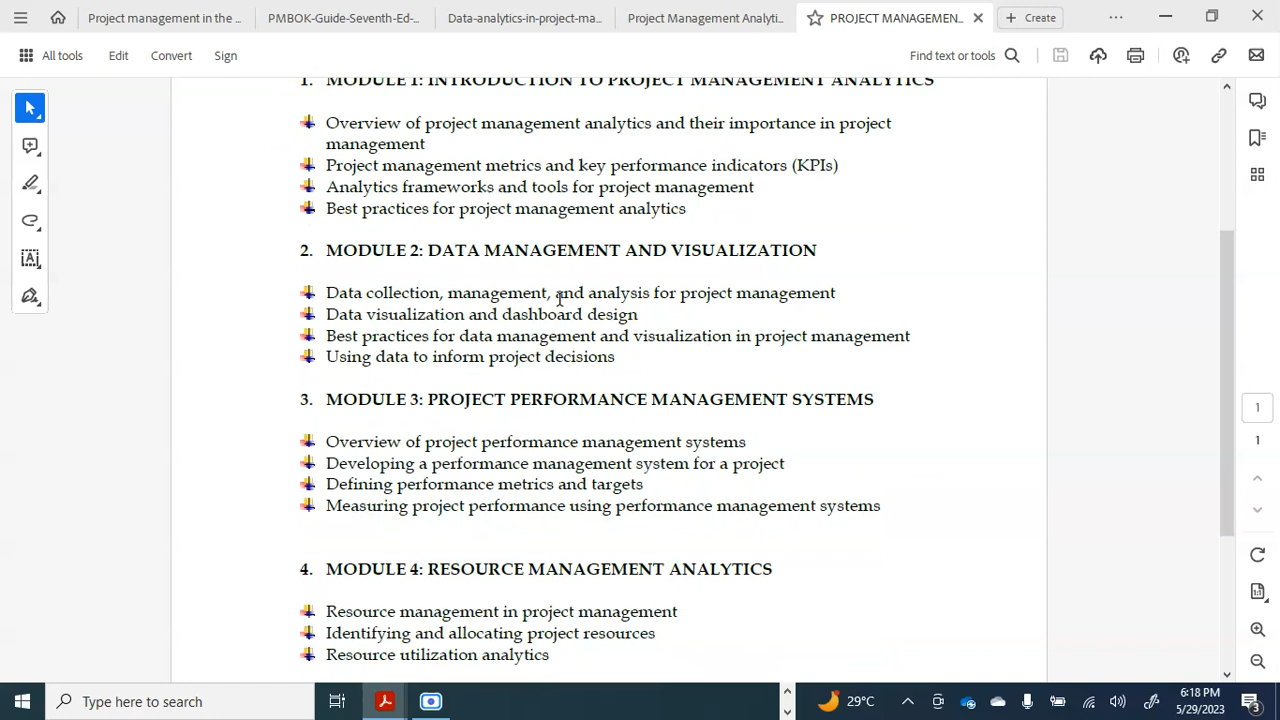 Project management in the ...
PMBOK-Guide-Seventh-Ed-...
Data-analytics-in-project-ma...
Project Management Analyti...
PROJECT MANAGEMEN...
Create
All tools
Edit
Convert
Sign
Find text or tools
1. MODULE 1: INTRODUCTION TO PROJECT MANAGEMENT ANALYTICS
Overview of project management analytics and their importance in project
management
Project management metrics and key performance indicators (KPIs)
Analytics frameworks and tools for project management
Best practices for project management analytics
2. MODULE 2: DATA MANAGEMENT AND VISUALIZATION
Data collection, management, and analysis for project management
Data visualization and dashboard design
Best practices for data management and visualization in project management
Using data to inform project decisions
3. MODULE 3: PROJECT PERFORMANCE MANAGEMENT SYSTEMS
Overview of project performance management systems
Developing a performance management system for a project
Defining performance metrics and targets
Measuring project performance using performance management systems
4. MODULE 4: RESOURCE MANAGEMENT ANALYTICS
Resource management in project management
Identifying and allocating project resources
Resource utilization analytics
1
1
Type here to search
29°C
6:18 PM
5/29/2023
3